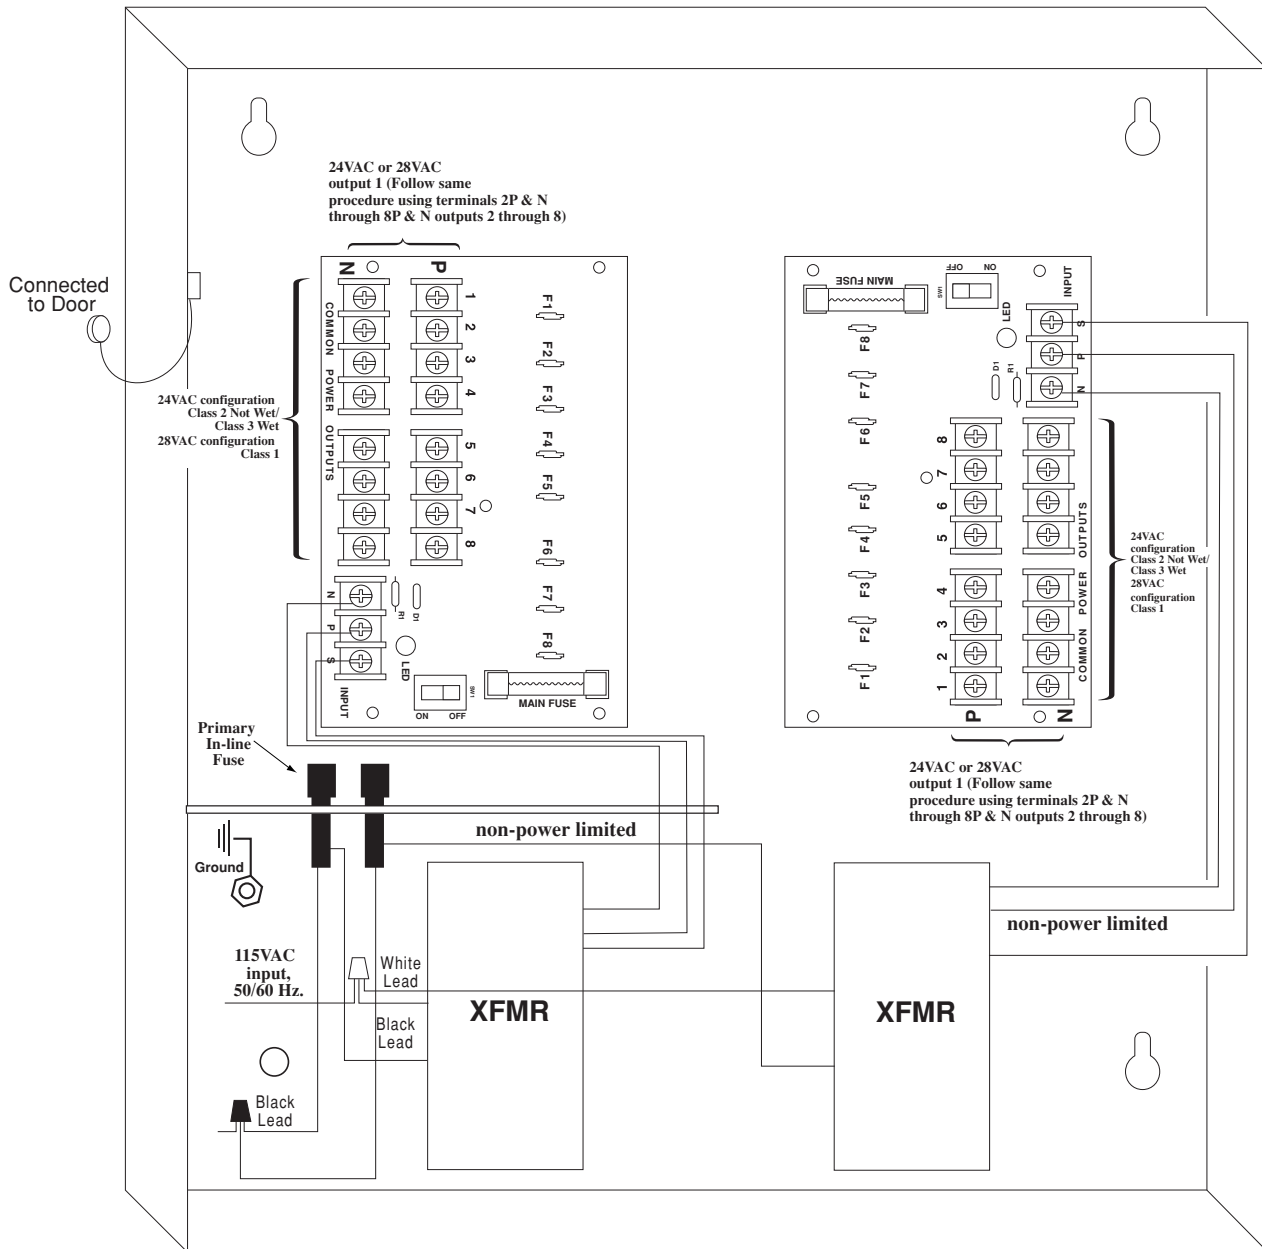 24VAC or 28VAC
output 1 (Follow same
procedure using terminals 2P & N
through 8P & N outputs 2 through 8)
Connected
to Door
24VAC configuration
Class 2 Not Wet/
Class 3 Wet
28VAC configuration
Class 1
N
P
COMMON POWER OUTPUTS
1
2
3
4
5
6
7
8
F1
F2
F3
F4
F5
F6
F7
F8
N
P
S
R1
D1
LED
INPUT
SW1
ON
OFF
MAIN FUSE
MAIN FUSE
OFF
ON
SW1
INPUT
LED
S
P
N
D1
R1
F8
F7
F6
F5
F4
F3
F2
F1
8
7
6
5
4
3
2
1
COMMON POWER OUTPUTS
P
N
24VAC
configuration
Class 2 Not Wet/
Class 3 Wet
28VAC
configuration
Class 1
24VAC or 28VAC
output 1 (Follow same
procedure using terminals 2P & N
through 8P & N outputs 2 through 8)
Primary
In-line
Fuse
non-power limited
Ground
115VAC
input,
50/60 Hz.
White
Lead
Black
Lead
Black
Lead
XFMR
XFMR
non-power limited